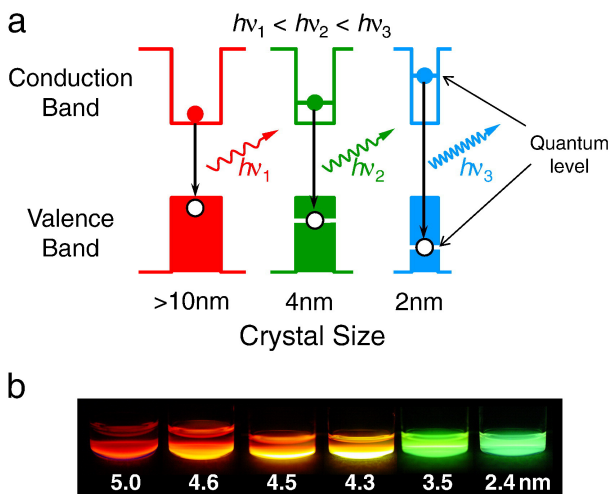 a
hν₁ < hν₂ < hν₃
Conduction
Band
Quantum
level
hν₁
hν₂
hν₃
Valence
Band
>10nm 4nm 2nm
Crystal Size
b
5.0 4.6 4.5 4.3 3.5 2.4 nm